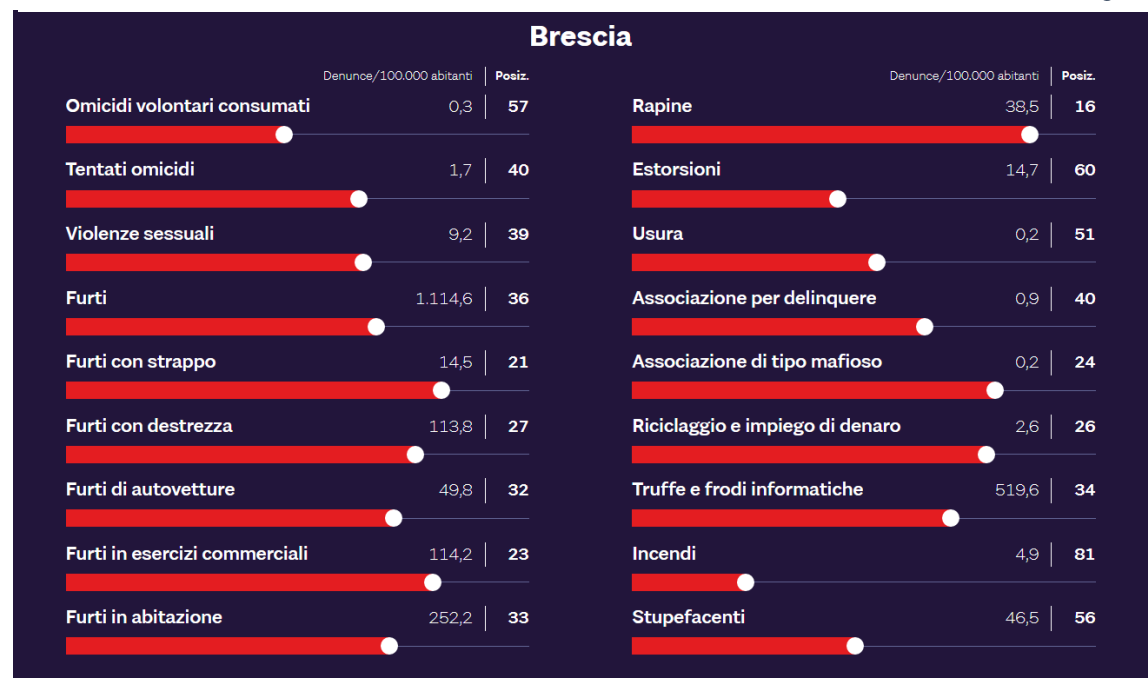 Brescia
Denunce/100.000 abitanti Posiz.
Omicidi volontari consumati 0,3 57
Tentati omicidi 1,7 40
Violenze sessuali 9,2 39
Furti 1.114,6 36
Furti con strappo 14,5 21
Furti con destrezza 113,8 27
Furti di autovetture 49,8 32
Furti in esercizi commerciali 114,2 23
Furti in abitazione 252,2 33
Denunce/100.000 abitanti Posiz.
Rapine 38,5 16
Estorsioni 14,7 60
Usura 0,2 51
Associazione per delinquere 0,9 40
Associazione di tipo mafioso 0,2 24
Riciclaggio e impiego di denaro 2,6 26
Truffe e frodi informatiche 519,6 34
Incendi 4,9 81
Stupefacenti 46,5 56